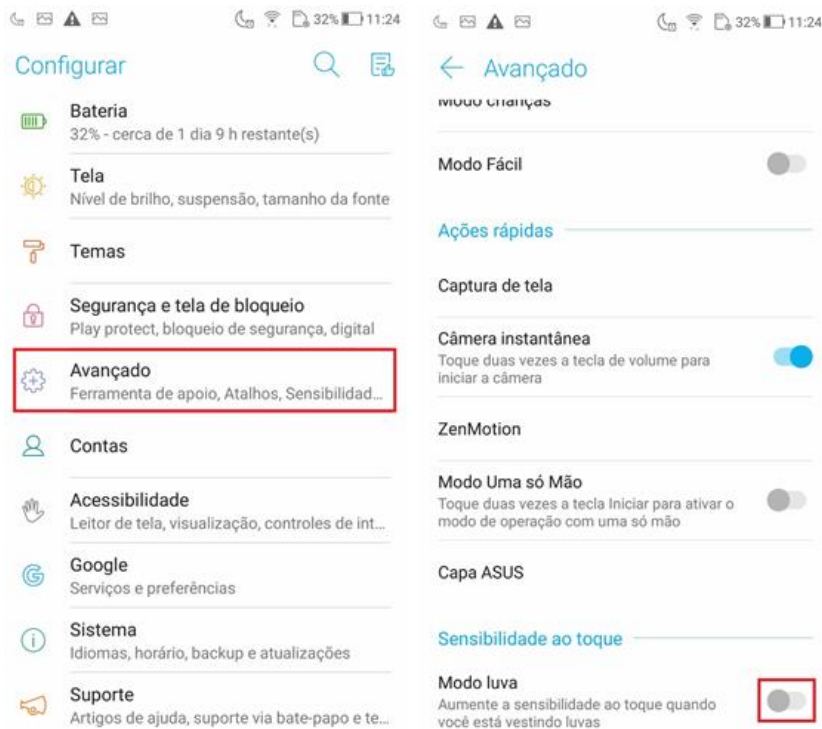 32% 11:24
Configurar
Bateria
32% - cerca de 1 dia 9 h restante(s)
Tela
Nível de brilho, suspensão, tamanho da fonte
Temas
Segurança e tela de bloqueio
Play protect, bloqueio de segurança, digital
Avançado
Ferramenta de apoio, Atalhos, Sensibilidad...
Contas
Acessibilidade
Leitor de tela, visualização, controles de int...
Google
Serviços e preferências
Sistema
Idiomas, horário, backup e atualizações
Suporte
Artigos de ajuda, suporte via bate-papo e te...
32% 11:24
Avançado
Modo crianças
Modo Fácil
Ações rápidas
Captura de tela
Câmera instantânea
Toque duas vezes a tecla de volume para
iniciar a câmera
ZenMotion
Modo Uma só Mão
Toque duas vezes a tecla Iniciar para ativar o
modo de operação com uma só mão
Capa ASUS
Sensibilidade ao toque
Modo luva
Aumente a sensibilidade ao toque quando
você está vestindo luvas